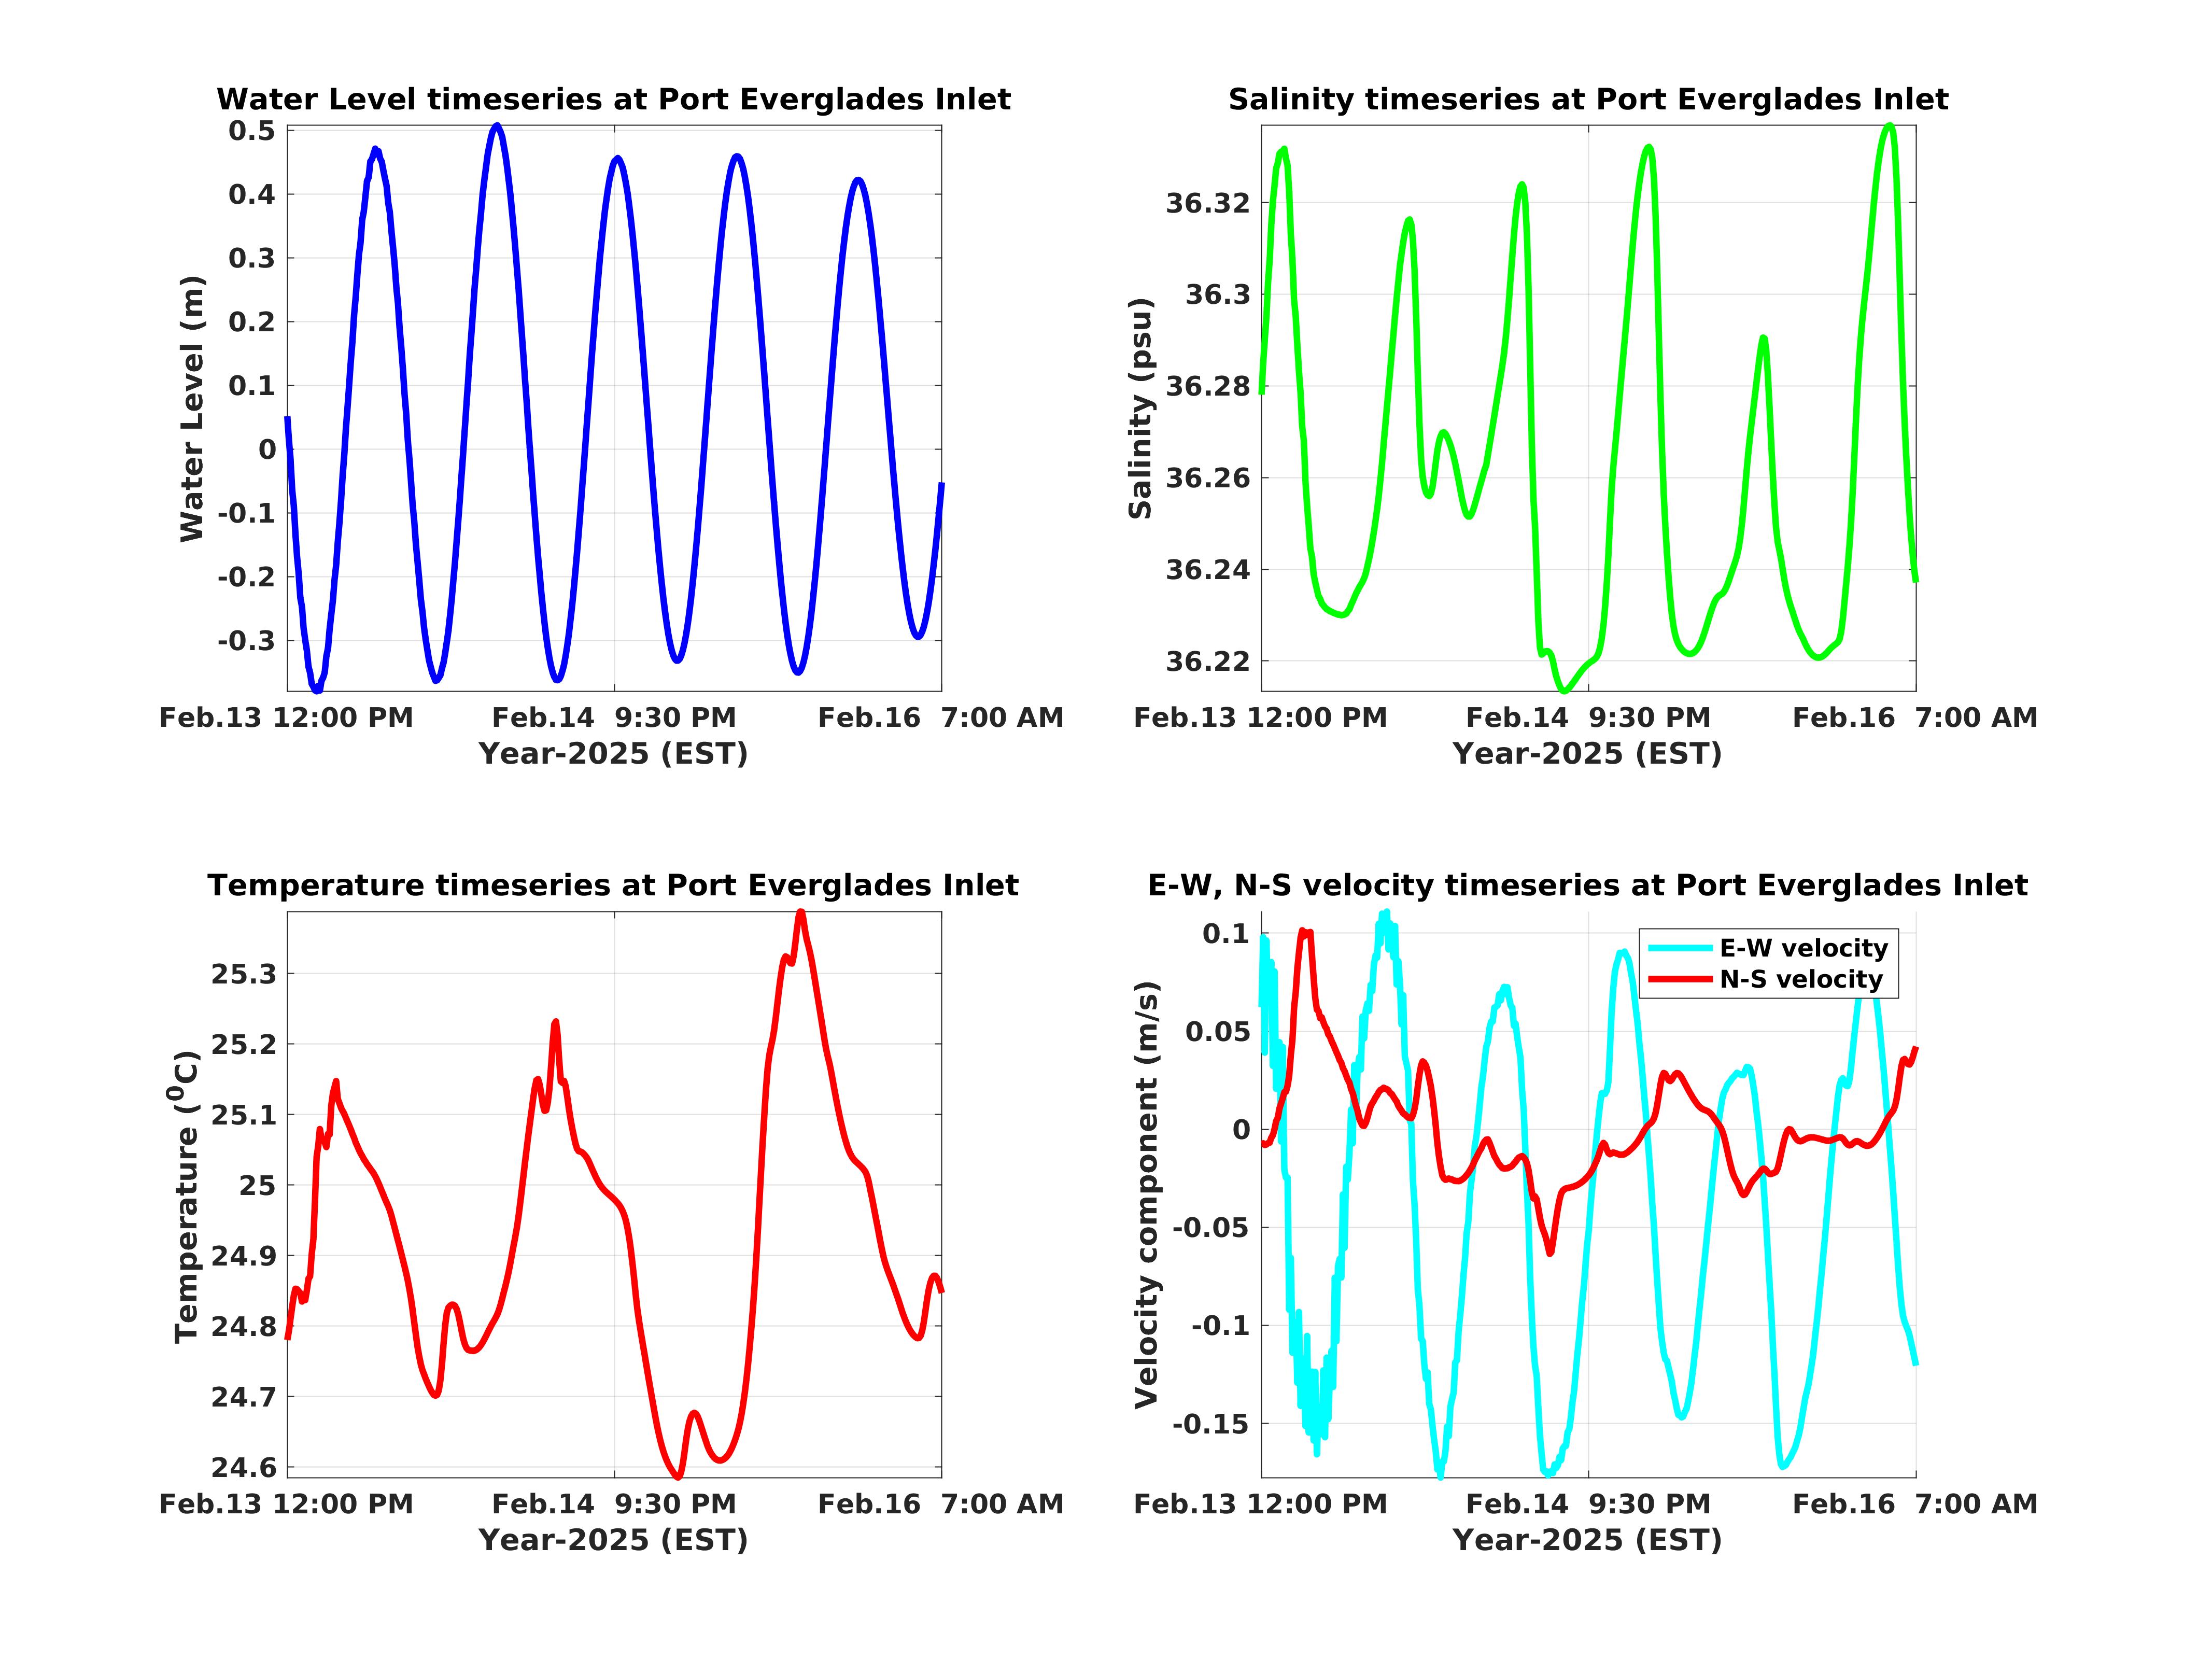 Water Level timeseries at Port Everglades Inlet
Water Level (m)
0.5
0.4
0.3
0.2
0.1
0
-0.1
-0.2
-0.3
Feb.13 12:00 PM
Feb.14 9:30 PM
Feb.16 7:00 AM
Year-2025 (EST)
Salinity timeseries at Port Everglades Inlet
Salinity (psu)
36.32
36.3
36.28
36.26
36.24
36.22
Feb.13 12:00 PM
Feb.14 9:30 PM
Feb.16 7:00 AM
Year-2025 (EST)
Temperature timeseries at Port Everglades Inlet
Temperature (⁰C)
25.3
25.2
25.1
25
24.9
24.8
24.7
24.6
Feb.13 12:00 PM
Feb.14 9:30 PM
Feb.16 7:00 AM
Year-2025 (EST)
E-W, N-S velocity timeseries at Port Everglades Inlet
Velocity component (m/s)
0.1
0.05
0
-0.05
-0.1
-0.15
E-W velocity
N-S velocity
Feb.13 12:00 PM
Feb.14 9:30 PM
Feb.16 7:00 AM
Year-2025 (EST)